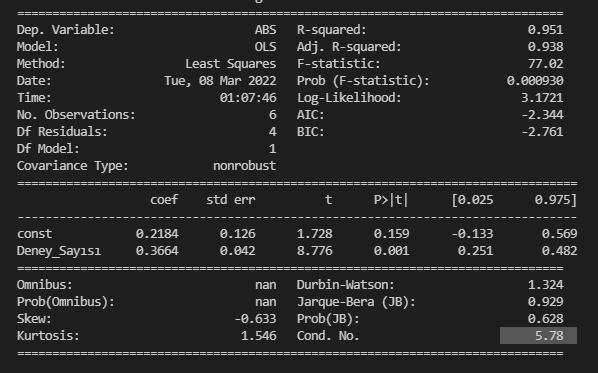 ==============================================================================
Dep. Variable: ABS R-squared: 0.951
Model: OLS Adj. R-squared: 0.938
Method: Least Squares F-statistic: 77.02
Date: Tue, 08 Mar 2022 Prob (F-statistic): 0.000930
Time: 01:07:46 Log-Likelihood: 3.1721
No. Observations: 6 AIC: -2.344
Df Residuals: 4 BIC: -2.761
Df Model: 1
Covariance Type: nonrobust
================================================================================
coef std err t P>|t| [0.025 0.975]
--------------------------------------------------------------------------------
const 0.2184 0.126 1.728 0.159 -0.133 0.569
Deney_Sayısı 0.3664 0.042 8.776 0.001 0.251 0.482
==============================================================================
Omnibus: nan Durbin-Watson: 1.324
Prob(Omnibus): nan Jarque-Bera (JB): 0.929
Skew: -0.633 Prob(JB): 0.628
Kurtosis: 1.546 Cond. No. 5.78
==============================================================================